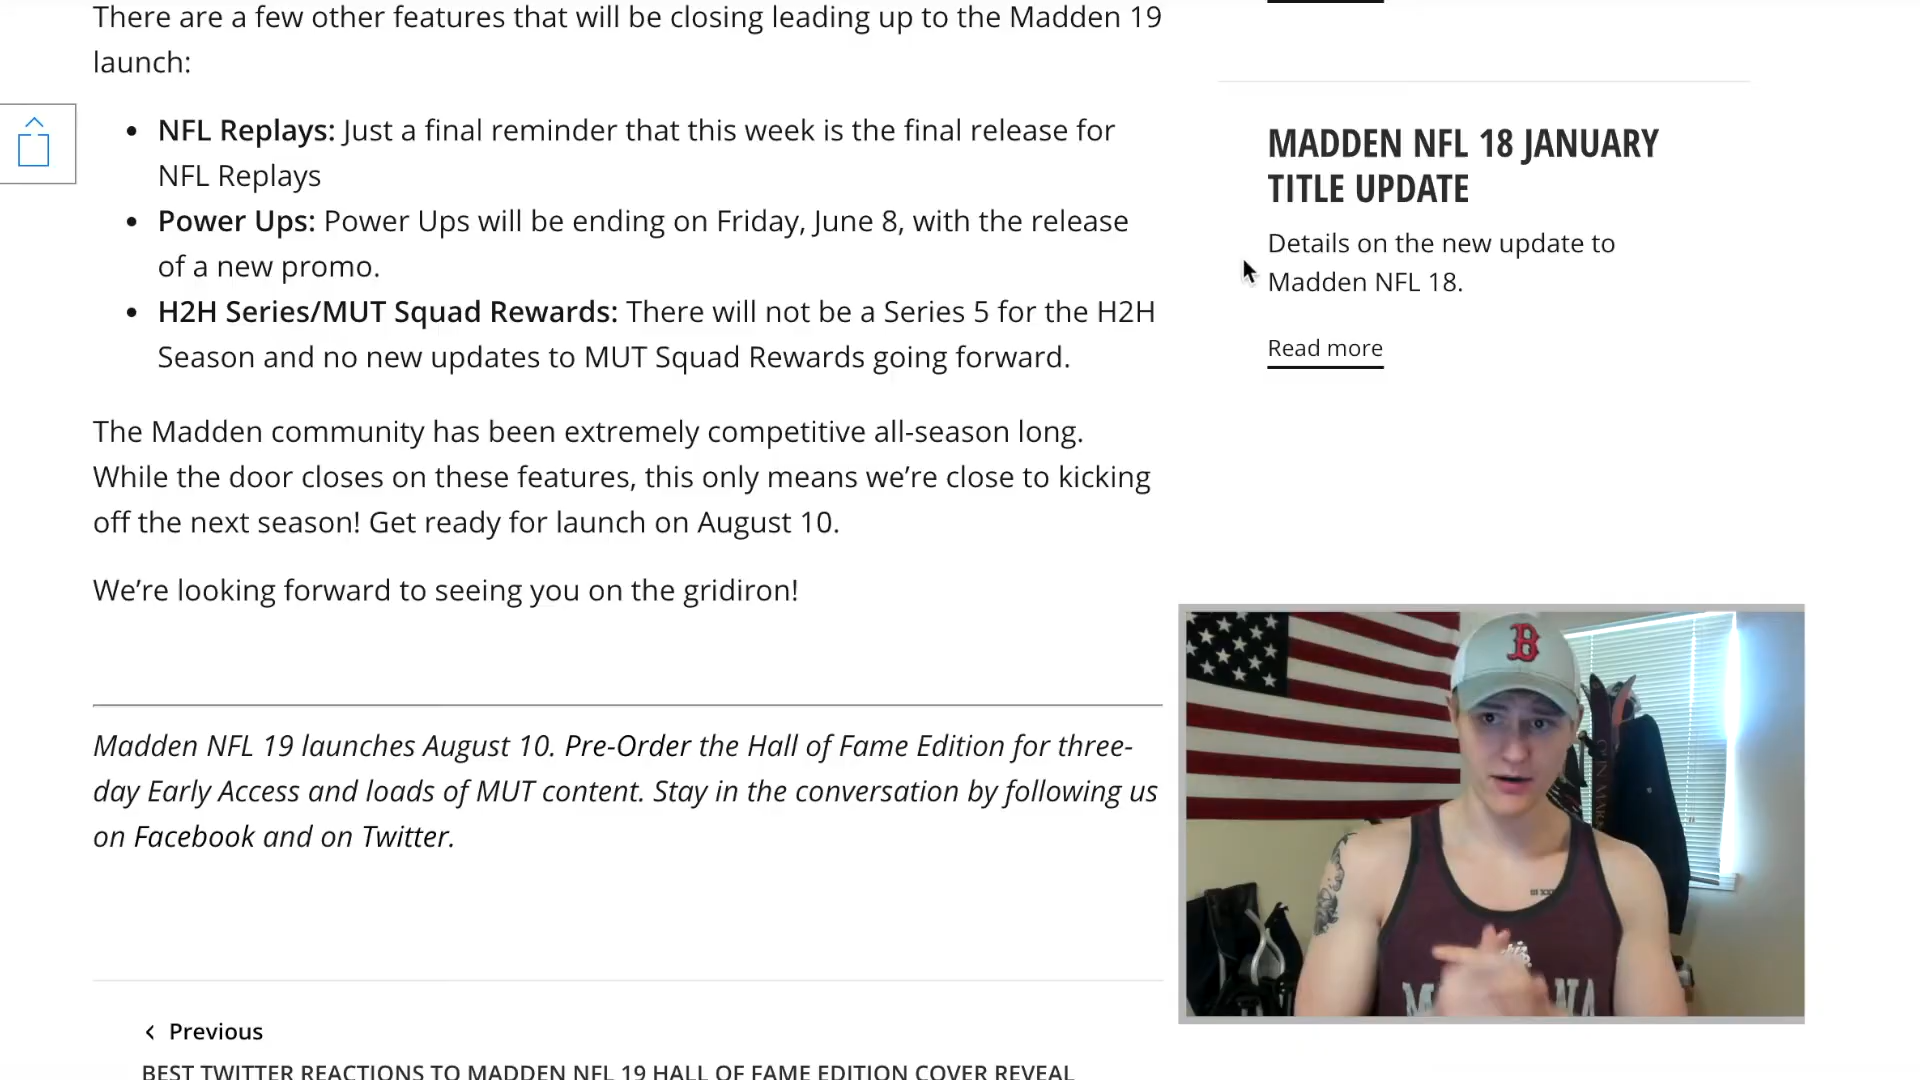 There are a few other features that will be closing leading up to the Madden 19
launch:
• NFL Replays: Just a final reminder that this week is the final release for
NFL Replays
• Power Ups: Power Ups will be ending on Friday, June 8, with the release
of a new promo.
• H2H Series/MUT Squad Rewards: There will not be a Series 5 for the H2H
Season and no new updates to MUT Squad Rewards going forward.
The Madden community has been extremely competitive all-season long.
While the door closes on these features, this only means we’re close to kicking
off the next season! Get ready for launch on August 10.
We’re looking forward to seeing you on the gridiron!
Madden NFL 19 launches August 10. Pre-Order the Hall of Fame Edition for three-
day Early Access and loads of MUT content. Stay in the conversation by following us
on Facebook and on Twitter.
‹ Previous
BEST TWITTER REACTIONS TO MADDEN NFL 19 HALL OF FAME EDITION COVER REVEAL
MADDEN NFL 18 JANUARY
TITLE UPDATE
Details on the new update to
Madden NFL 18.
Read more
B